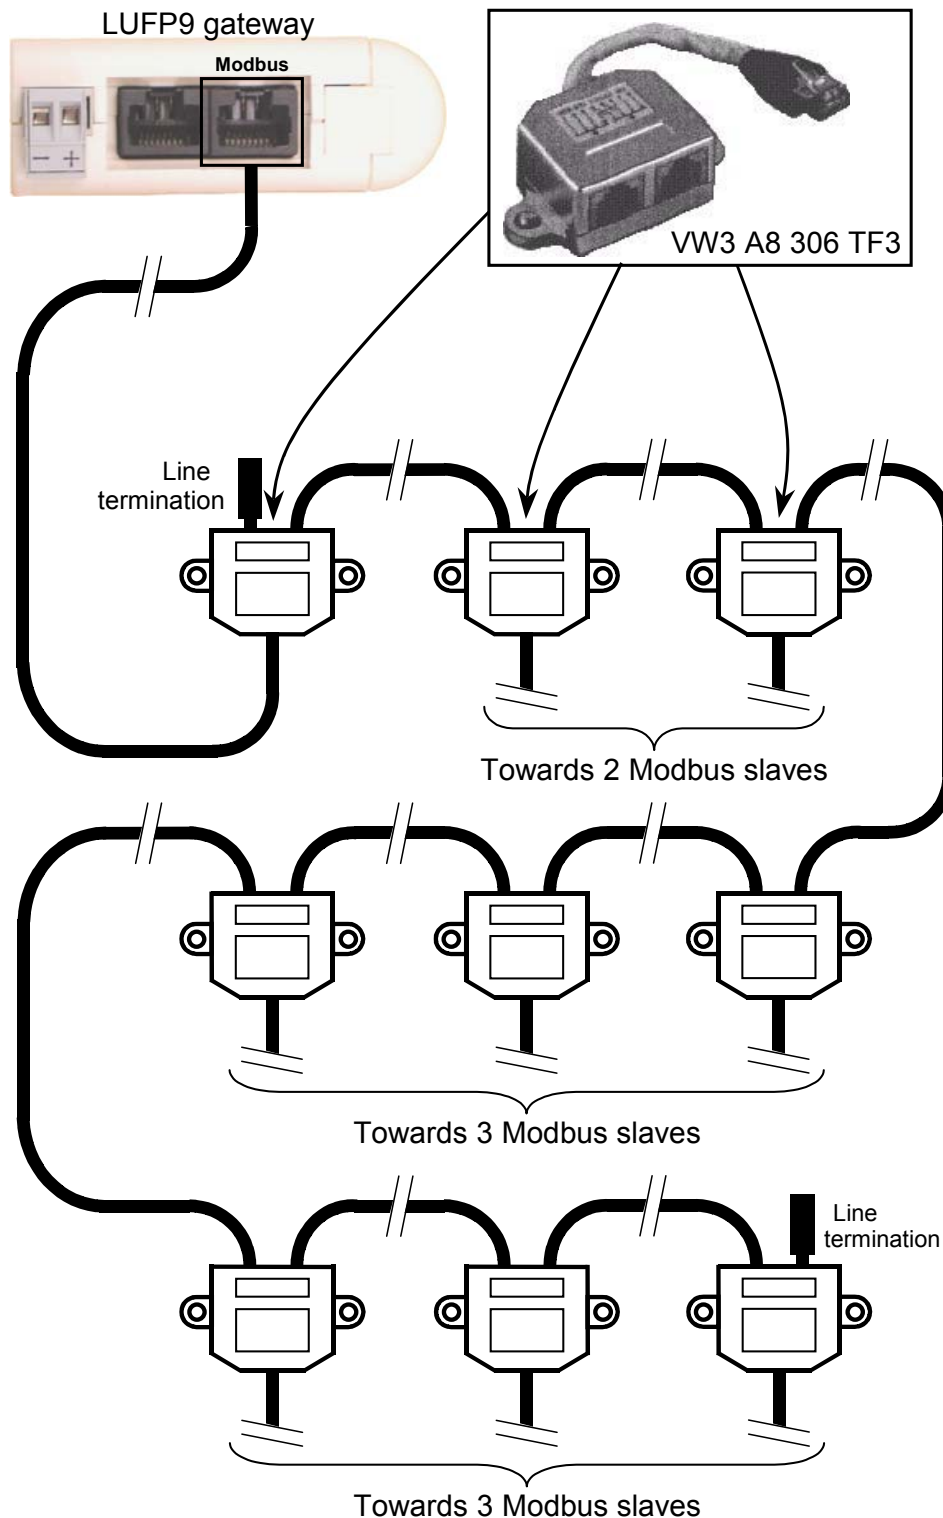 LUFP9 gateway
Modbus
- +
VW3 A8 306 TF3
Line
termination
Towards 2 Modbus slaves
Towards 3 Modbus slaves
Line
termination
Towards 3 Modbus slaves